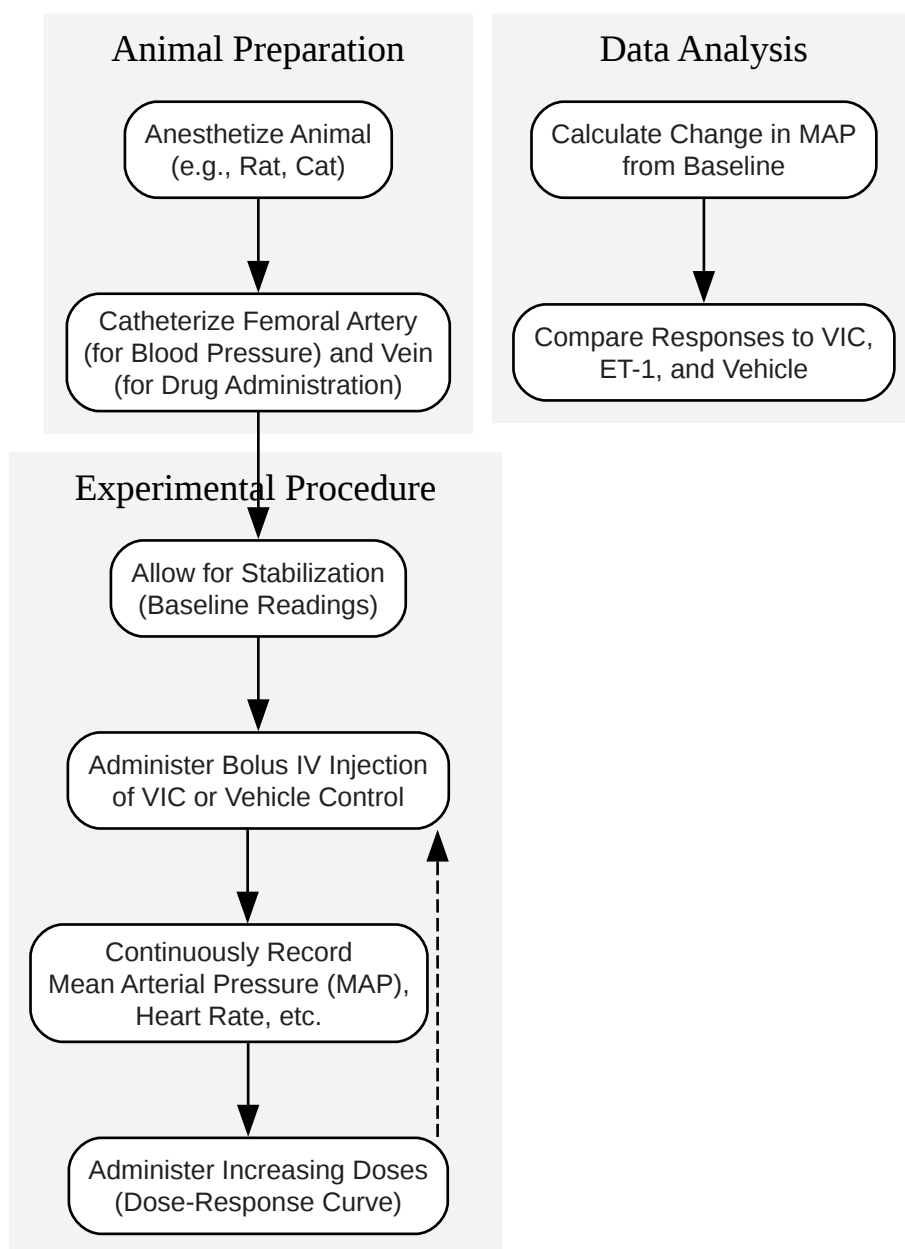 Animal Preparation
Anesthetize Animal
(e.g., Rat, Cat)
Catheterize Femoral Artery
(for Blood Pressure) and Vein
(for Drug Administration)
Experimental Procedure
Allow for Stabilization
(Baseline Readings)
Administer Bolus IV Injection
of VIC or Vehicle Control
Continuously Record
Mean Arterial Pressure (MAP),
Heart Rate, etc.
Administer Increasing Doses
(Dose-Response Curve)
Data Analysis
Calculate Change in MAP
from Baseline
Compare Responses to VIC,
ET-1, and Vehicle